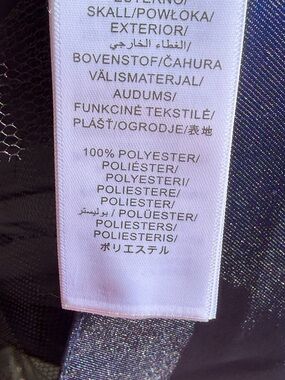 ESTERNO/
SKALL/POWŁOKA/
EXTERIOR/
الغطاء الخارجي/
BOVENSTOF/ČAHURA
VÄLISMATERJAL/
AUDUMS/
FUNKCINĖ TEKSTILĖ/
PLÁŠŤ/OGRODJE/表地
100% POLYESTER/
POLIÉSTER/
POLYESTERI/
POLIESTERE/
POLIESTER/
بوليستر / POLÜESTER/
POLIESTERS/
POLIESTERIS/
ポリエステル